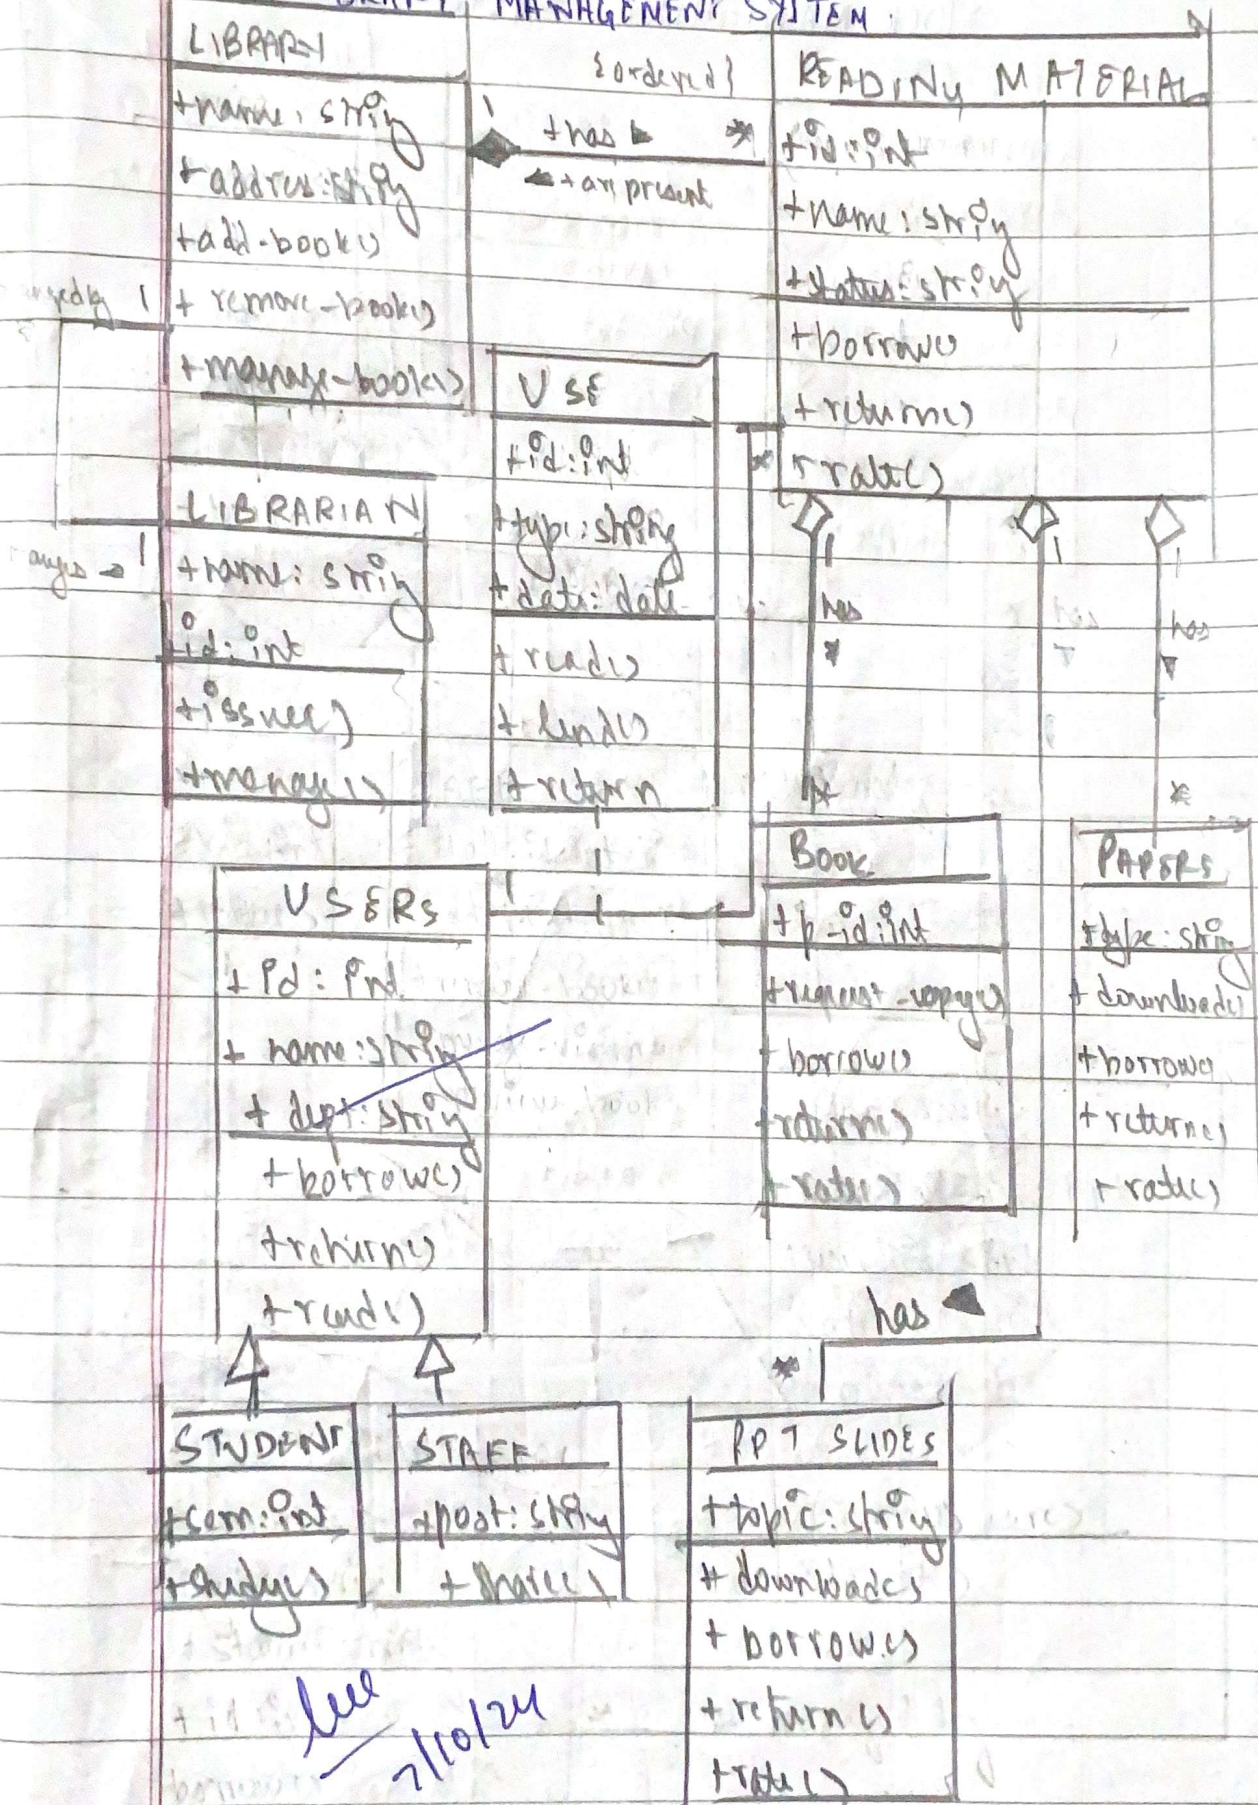 MANAGEMENT SYSTEM
LIBRARY
+name: string
+address: string
+add-book()
+ remove-book()
+manage-book()
{ordered}
1
+has
*
+are present
READING MATERIAL
+id:int
+name: string
+status: string
+borrow()
+return()
+rate()
1
LIBRARIAN
+name: string
id: int
+issue()
+manage()
1
USE
+id:int
+type: string
+date: date
+read()
+lend()
+return
*
1
has
*
*
1
1
has
*
USERS
+ id: int
+ name: string
+ dept: string
+ borrow()
+return()
+read()
1
BOOK
+b-id:int
+request-copy()
borrow()
+return()
+rate()
PAPERS
+type: string
+ download()
+borrow()
+return()
+ rate()
has
*
STUDENT
+sem: int
+study()
STAFF
+post: string
+ share()
PPT SLIDES
+topic: string
+ download()
+ borrow()
+ return()
+rate()
7/10/24